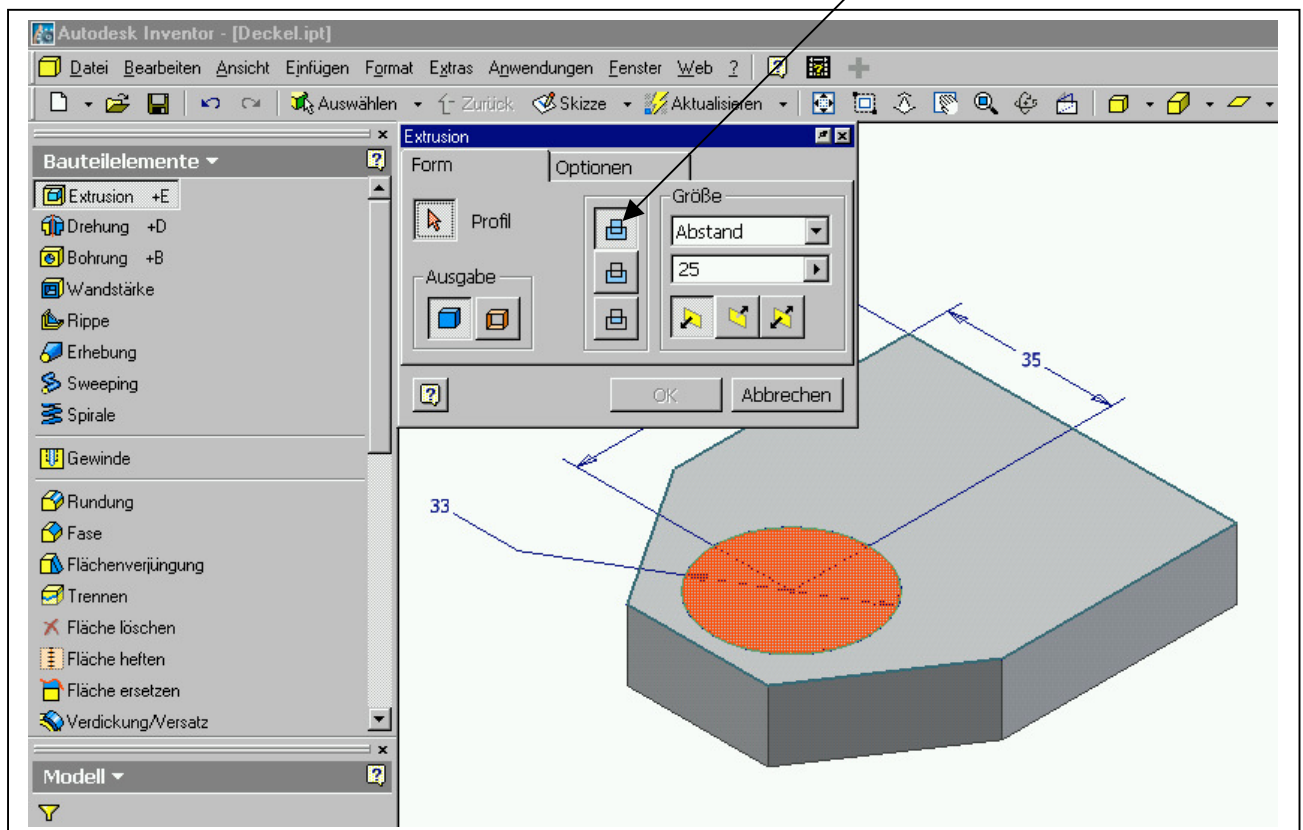 Autodesk Inventor - [Deckel.ipt]
Datei Bearbeiten Ansicht Einfügen Format Extras Anwendungen Fenster Web ?
Auswählen Zurück Skizze Aktualisieren
Bauteilelemente
Extrusion +E
Drehung +D
Bohrung +B
Wandstärke
Rippe
Erhebung
Sweeping
Spirale
Gewinde
Rundung
Fase
Flächenverjüngung
Trennen
Fläche löschen
Fläche heften
Fläche ersetzen
Verdickung/Versatz
Modell
Extrusion
Form Optionen
Profil
Größe
Abstand
25
Ausgabe
OK Abbrechen
35
33